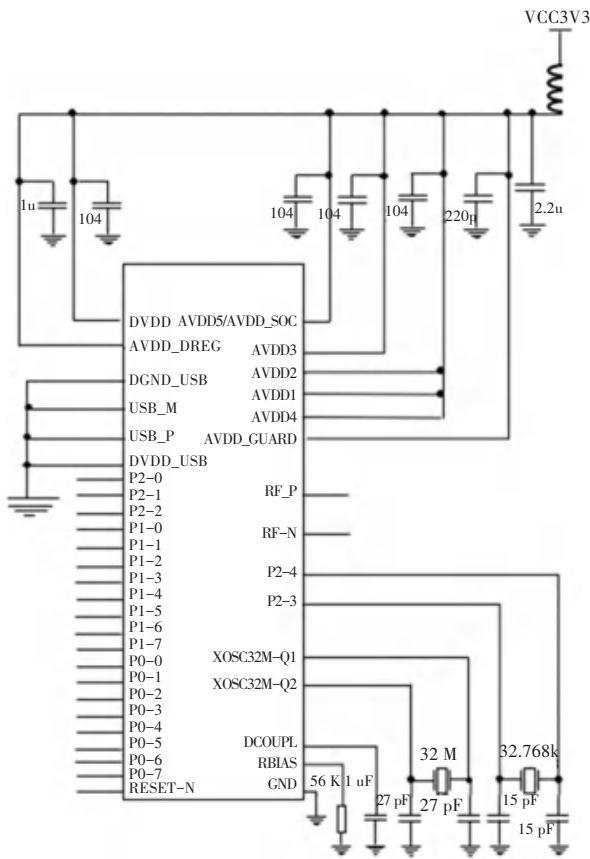 VCC3V3
1u
104
104
104
104
220p
2.2u
DVDD
AVDD_DREG
DGND_USB
USB_M
USB_P
DVDD_USB
P2-0
P2-1
P2-2
P1-0
P1-1
P1-2
P1-3
P1-4
P1-5
P1-6
P1-7
P0-0
P0-1
P0-2
P0-3
P0-4
P0-5
P0-6
P0-7
RESET-N
AVDD5/AVDD_SOC
AVDD3
AVDD2
AVDD1
AVDD4
AVDD_GUARD
RF_P
RF-N
P2-4
P2-3
XOSC32M-Q1
XOSC32M-Q2
DCOUPL
RBIAS
GND
56 K
1 uF
27 pF
32 M
27 pF
32.768k
15 pF
15 pF